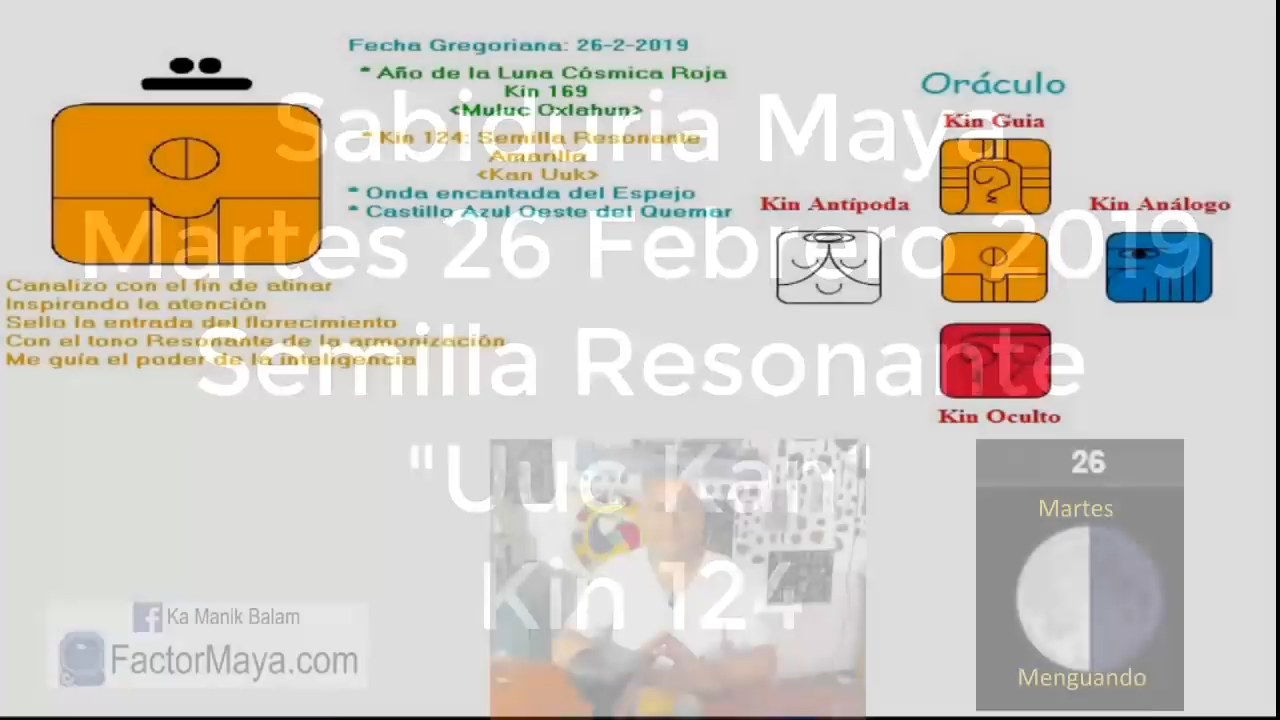 Fecha Gregoriana: 26-2-2019
* Año de la Luna Cósmica Roja
Kin 169
<Muluc Oxlahun>
* Kin 124: Semilla Resonante
Amarilla
<Kan Uuk>
* Onda encantada del Espejo
* Castillo Azul Oeste del Quemar
Canalizo con el fin de atinar
Inspirando la atención
Sello la entrada del florecimiento
Con el tono Resonante de la armonización
Me guía el poder de la inteligencia
Sabiduria Maya
Martes 26 Febrero 2019
Semilla Resonante
"Uuc Kan"
Kin 124
Oráculo
Kin Guia
Kin Antípoda
Kin Análogo
Kin Oculto
26
Martes
Menguando
Ka Manik Balam
FactorMaya.com